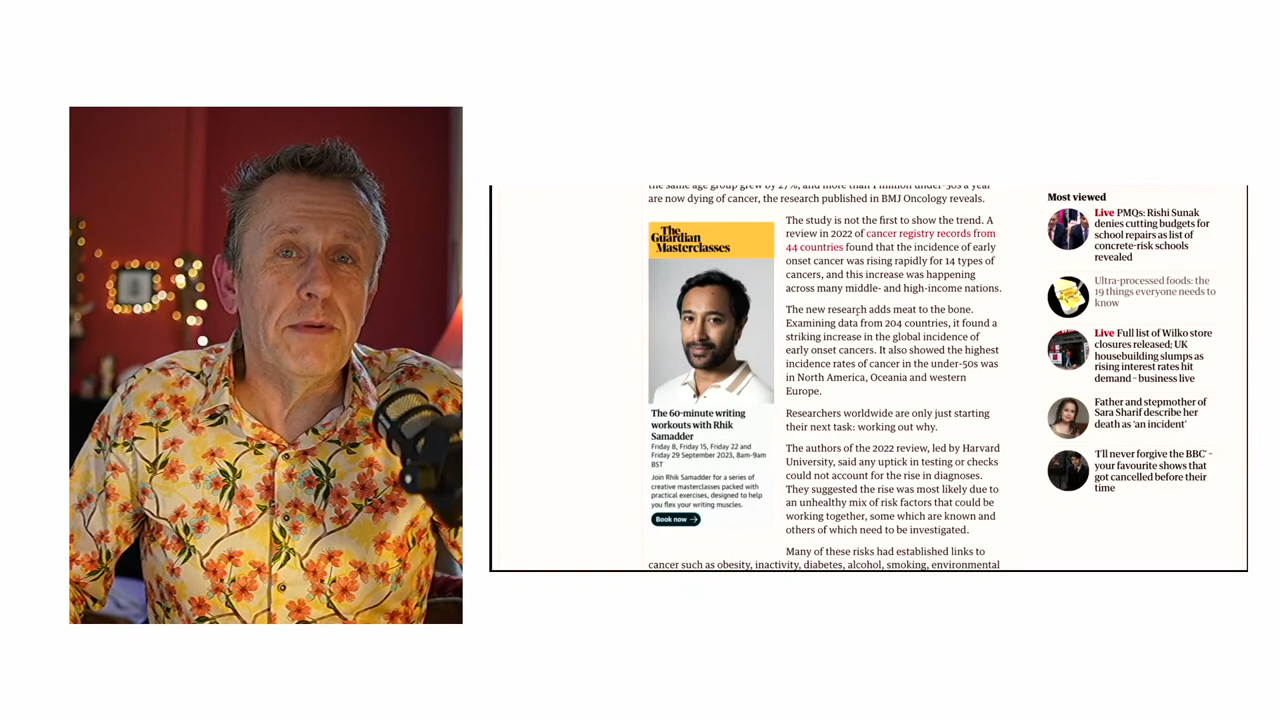 the same age group grew by 27%, and more than 1 million under-50s a year
are now dying of cancer, the research published in BMJ Oncology reveals.
The
Guardian
Masterclasses
The 60-minute writing
workouts with Rhik
Samadder
Friday 8, Friday 15, Friday 22 and
Friday 29 September 2023, 8am-9am
BST
Join Rhik Samadder for a series of
creative masterclasses packed with
practical exercises, designed to help
you flex your writing muscles.
Book now
The study is not the first to show the trend. A
review in 2022 of cancer registry records from
44 countries found that the incidence of early
onset cancer was rising rapidly for 14 types of
cancers, and this increase was happening
across many middle- and high-income nations.
The new research adds meat to the bone.
Examining data from 204 countries, it found a
striking increase in the global incidence of
early onset cancers. It also showed the highest
incidence rates of cancer in the under-50s was
in North America, Oceania and western
Europe.
Researchers worldwide are only just starting
their next task: working out why.
The authors of the 2022 review, led by Harvard
University, said any uptick in testing or checks
could not account for the rise in diagnoses.
They suggested the rise was most likely due to
an unhealthy mix of risk factors that could be
working together, some which are known and
others of which need to be investigated.
Many of these risks had established links to
cancer such as obesity, inactivity, diabetes, alcohol, smoking, environmental
Most viewed
Live PMQs: Rishi Sunak
denies cutting budgets for
school repairs as list of
concrete-risk schools
revealed
Ultra-processed foods: the
19 things everyone needs to
know
Live Full list of Wilko store
closures released; UK
housebuilding slumps as
rising interest rates hit
demand – business live
Father and stepmother of
Sara Sharif describe her
death as ‘an incident’
‘I’ll never forgive the BBC’ –
your favourite shows that
got cancelled before their
time